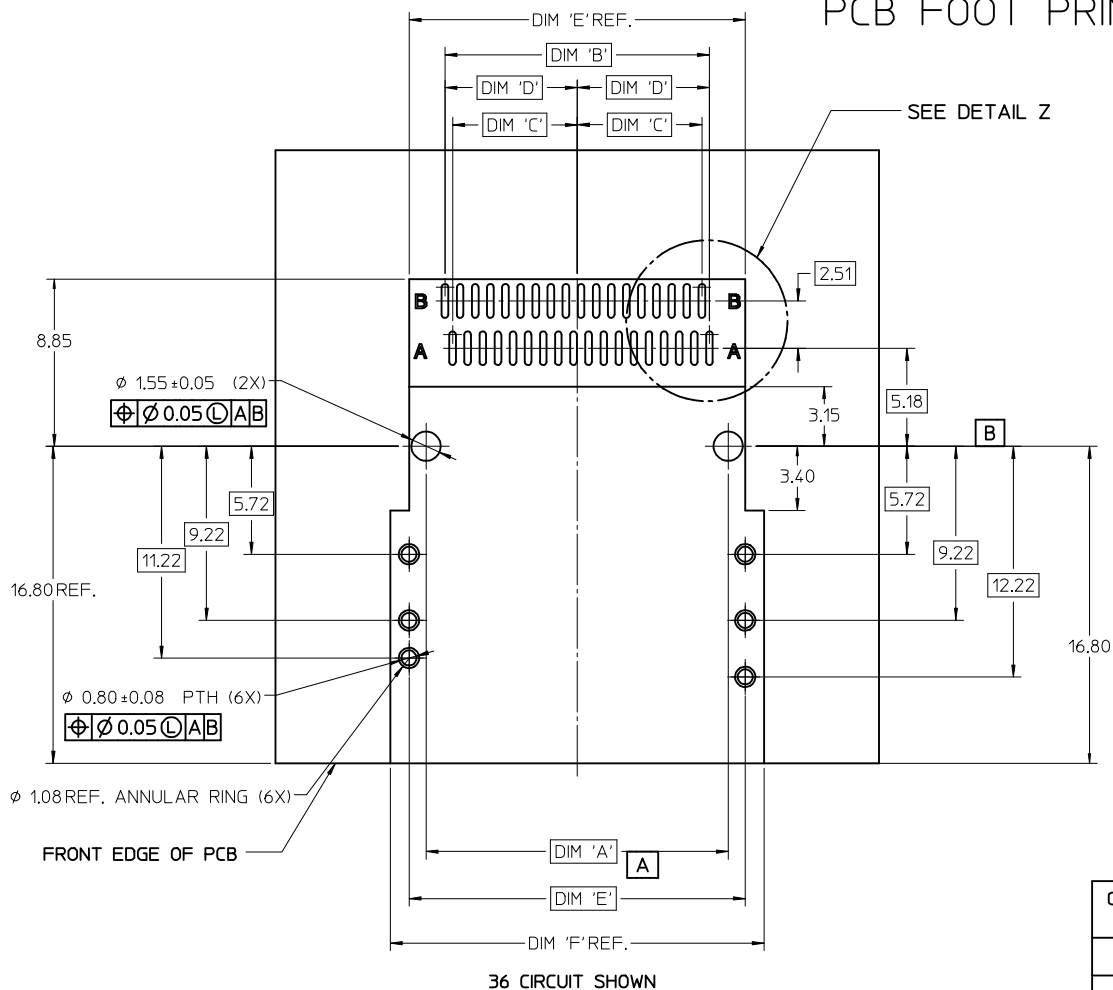 PCB FOOT PRIN
DIM 'E' REF.
DIM 'B'
DIM 'D'
DIM 'D'
DIM 'C'
DIM 'C'
SEE DETAIL Z
2.51
B
B
8.85
A
A
Ø 1.55±0.05 (2X)
⌖ Ø 0.05 Ⓛ A B
3.15
5.18
B
3.40
5.72
5.72
9.22
9.22
11.22
12.22
16.80 REF.
16.80
Ø 0.80±0.08 PTH (6X)
⌖ Ø 0.05 Ⓛ A B
Ø 1.08 REF. ANNULAR RING (6X)
FRONT EDGE OF PCB
DIM 'A'
A
DIM 'E'
DIM 'F' REF.
36 CIRCUIT SHOWN